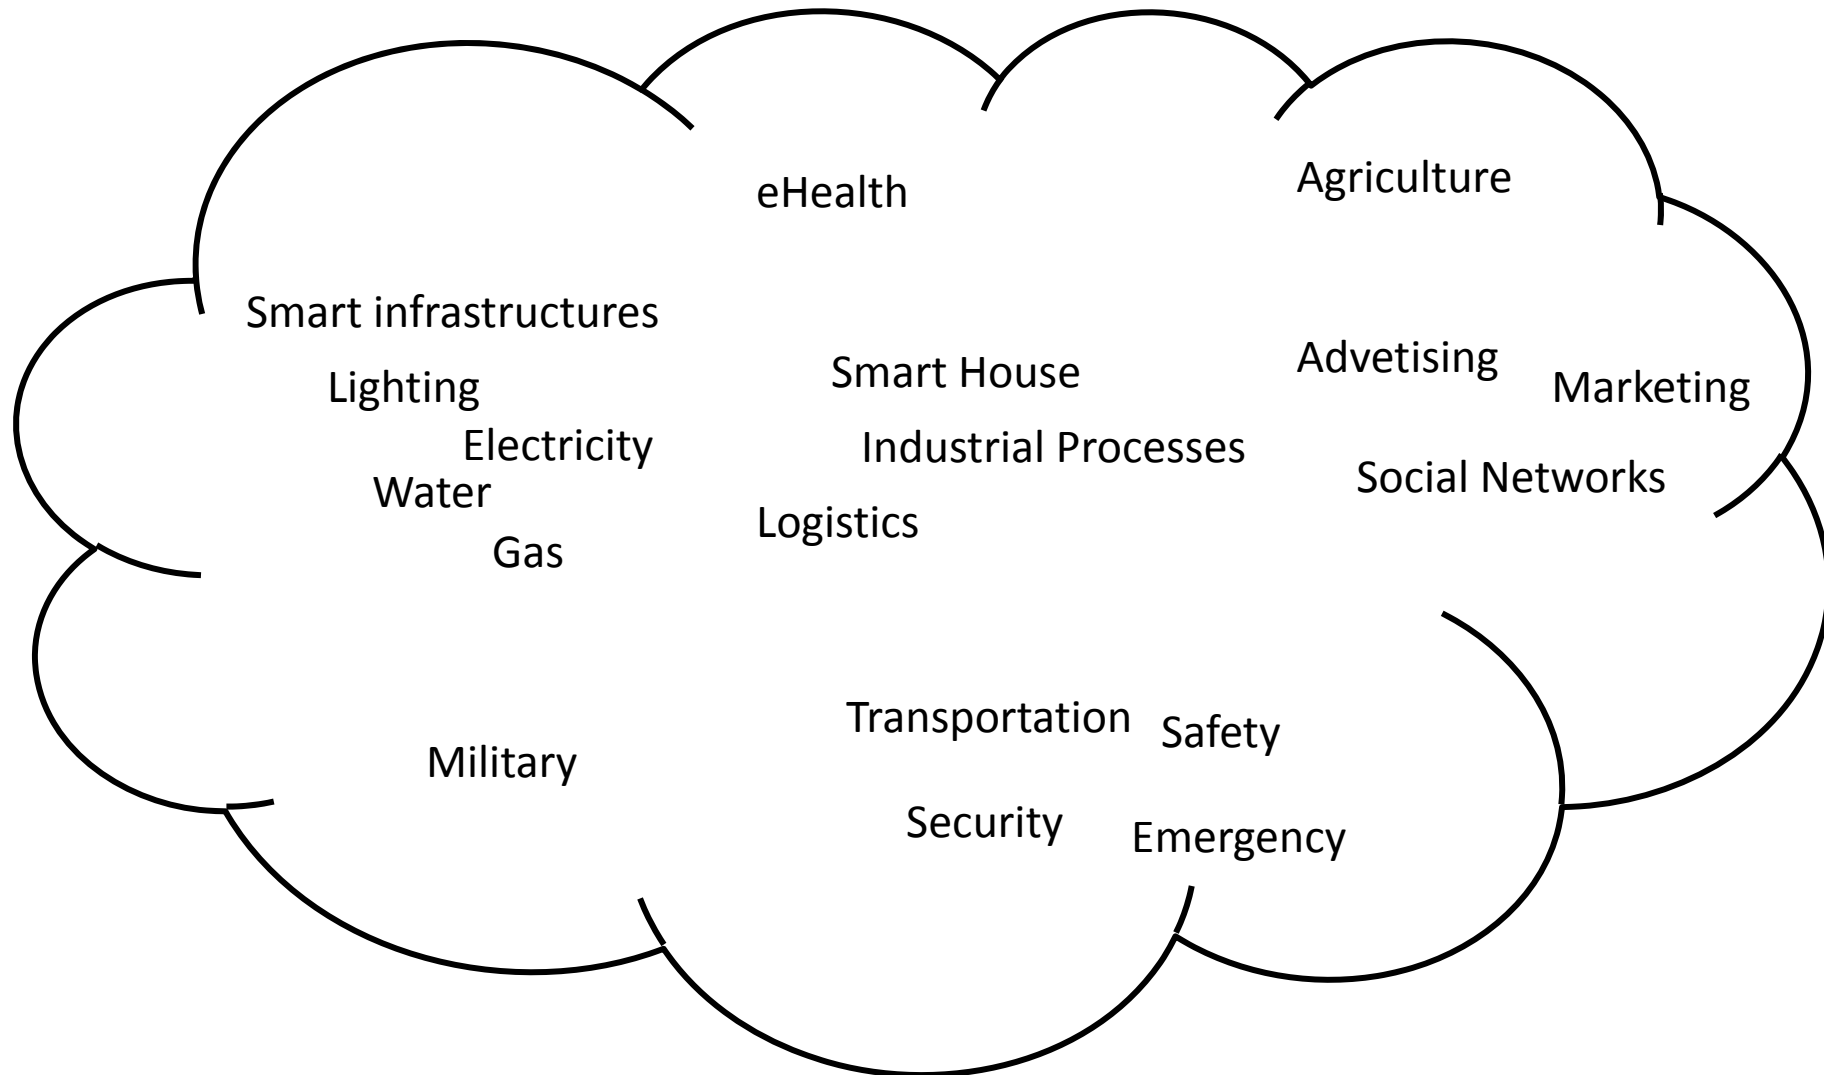 eHealth
Agriculture
Smart infrastructures
Lighting
Electricity
Water
Gas
Smart House
Industrial Processes
Logistics
Advetising
Marketing
Social Networks
Military
Transportation
Safety
Security
Emergency